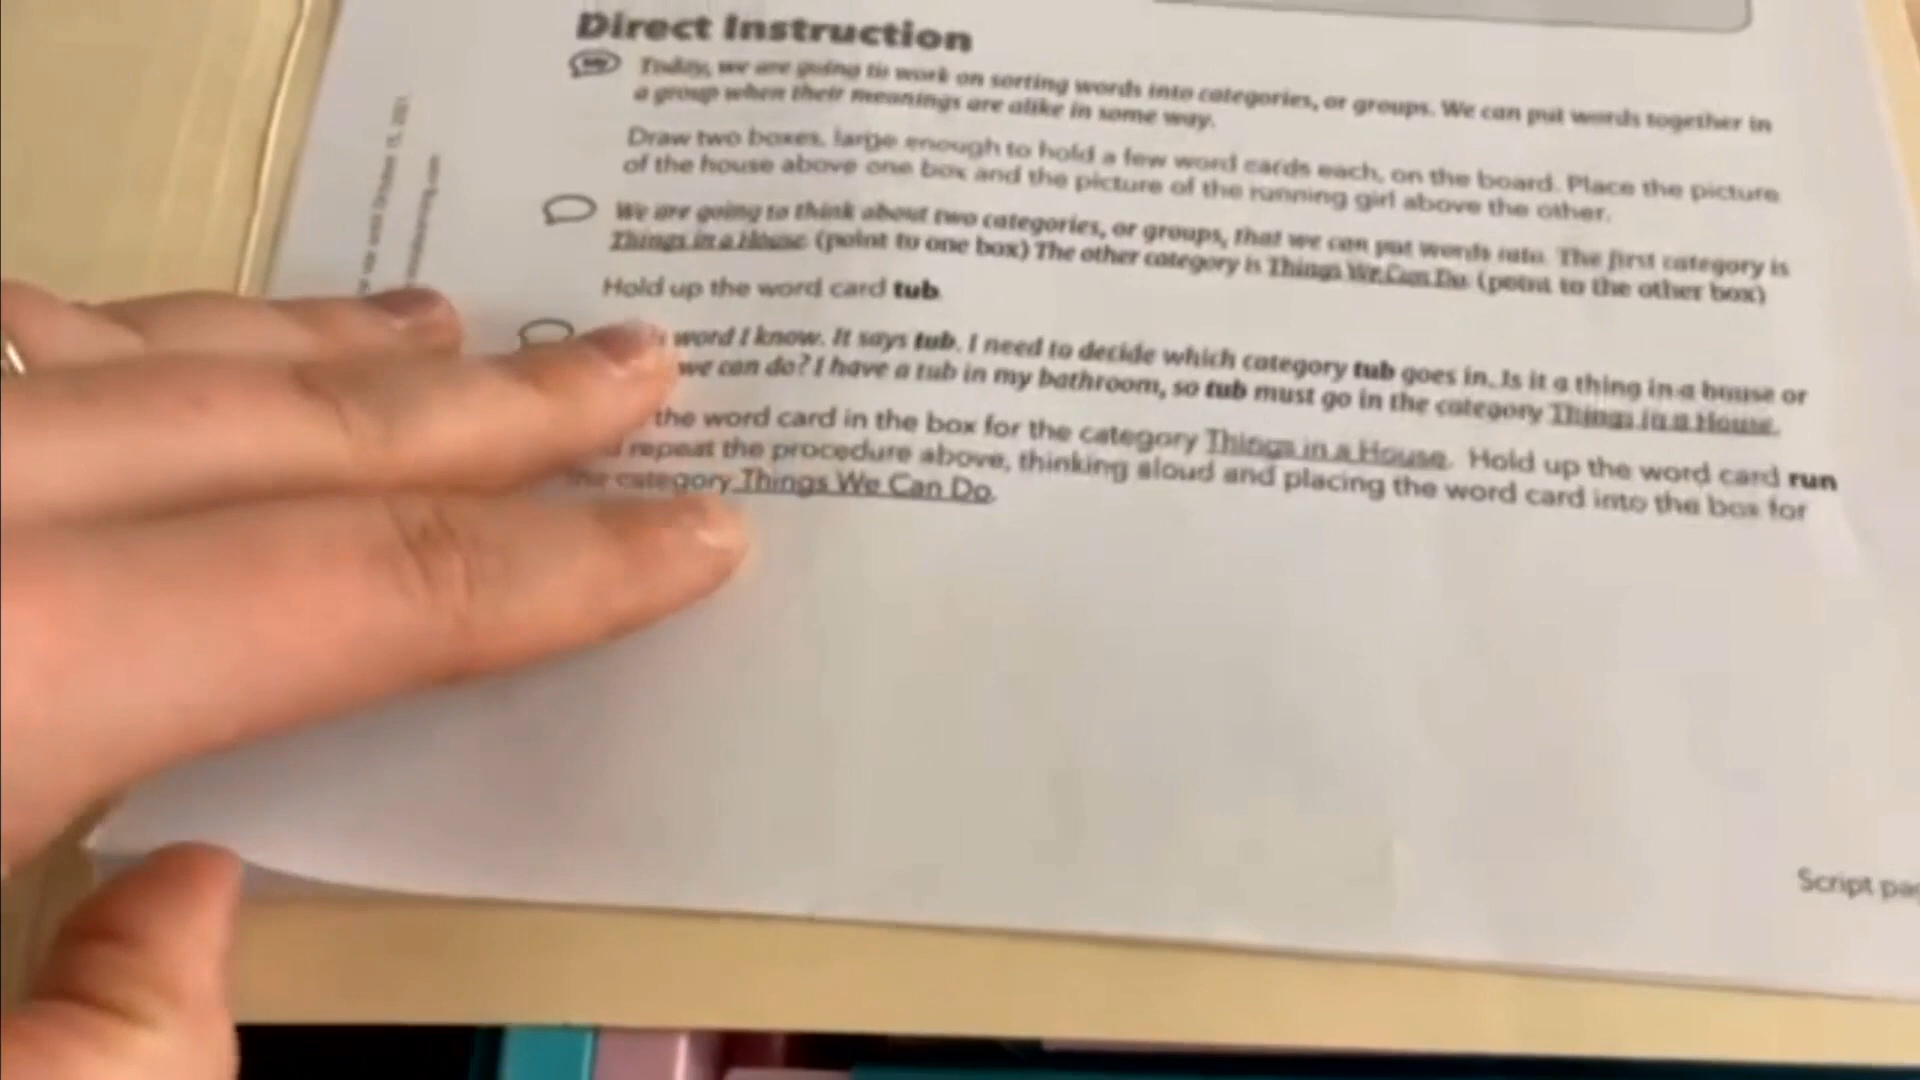 Direct Instruction
Today, we are going to work on sorting words into categories, or groups. We can put words together in
a group when their meanings are alike in some way.
Draw two boxes, large enough to hold a few word cards each, on the board. Place the picture
of the house above one box and the picture of the running girl above the other.
We are going to think about two categories, or groups, that we can put words into. The first category is
Things in a House. (point to one box) The other category is Things We Can Do. (point to the other box)
Hold up the word card tub.
word I know. It says tub. I need to decide which category tub goes in. Is it a thing in a house or
we can do? I have a tub in my bathroom, so tub must go in the category Things in a House.
the word card in the box for the category Things in a House. Hold up the word card run
repeat the procedure above, thinking aloud and placing the word card into the box for
the category Things We Can Do.
Script